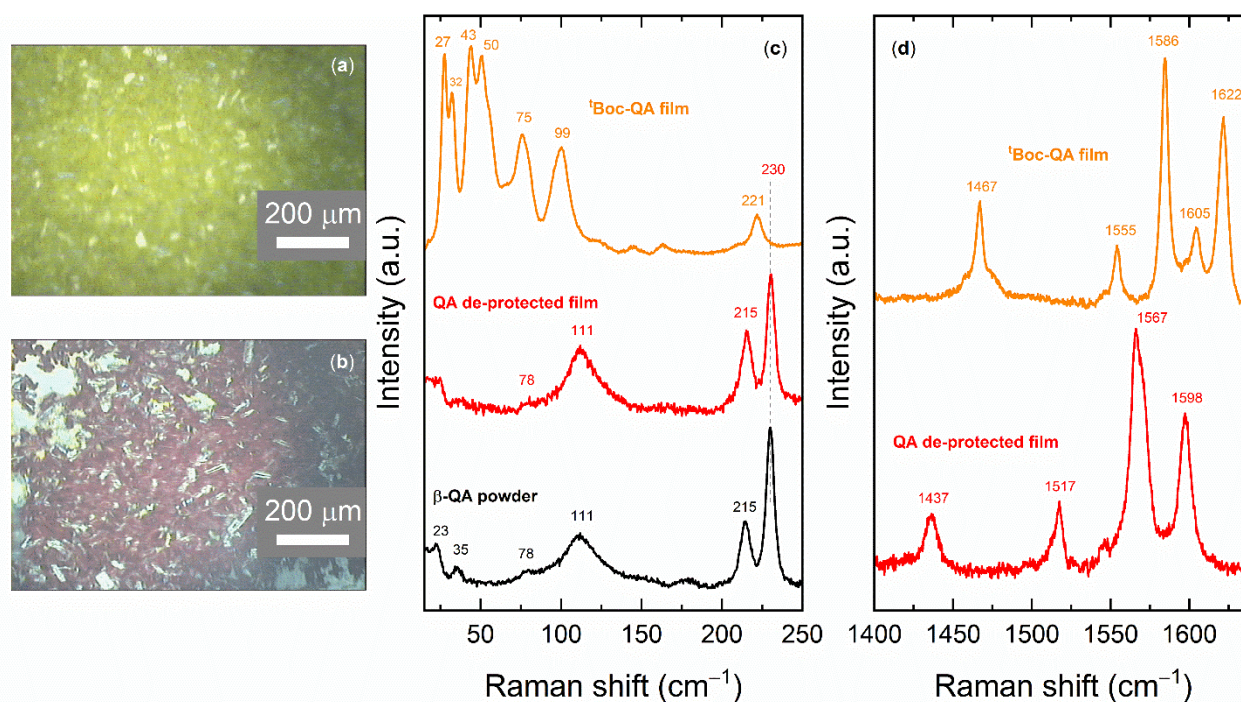 (a)
200 μm
(b)
200 μm
(c)
27
32
43
50
75
99
ᵗBoc-QA film
221
230
QA de-protected film
78
111
215
β-QA powder
23
35
78
111
215
Intensity (a.u.)
50 100 150 200 250
Raman shift (cm⁻¹)
(d)
1586
1622
ᵗBoc-QA film
1467
1555
1605
1567
1598
QA de-protected film
1437
1517
Intensity (a.u.)
1400 1450 1500 1550 1600
Raman shift (cm⁻¹)